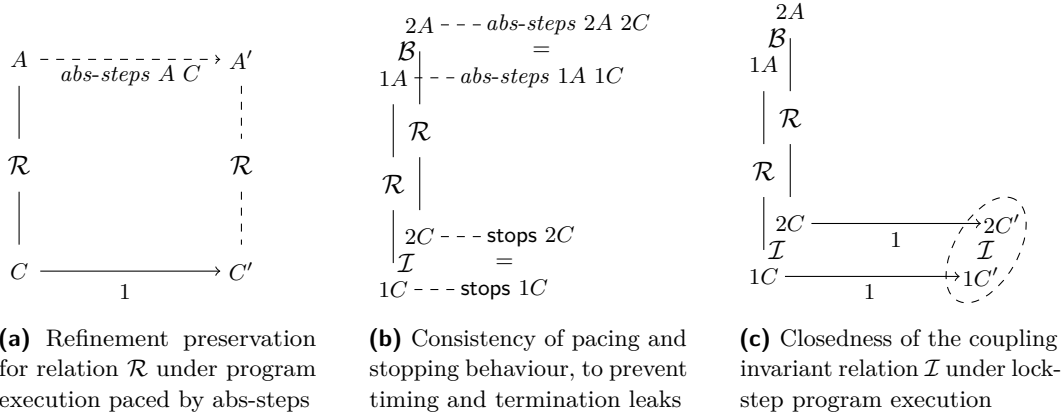 A abs-steps A C A′
R R
C 1 C′
(a) Refinement preservation
for relation R under program
execution paced by abs-steps
2A abs-steps 2A 2C
B =
1A abs-steps 1A 1C
R
R
2C stops 2C
I =
1C stops 1C
(b) Consistency of pacing and
stopping behaviour, to prevent
timing and termination leaks
2A
B
1A
R
R
2C 1 2C′
I I
1C 1 1C′
(c) Closedness of the coupling
invariant relation I under lock-
step program execution